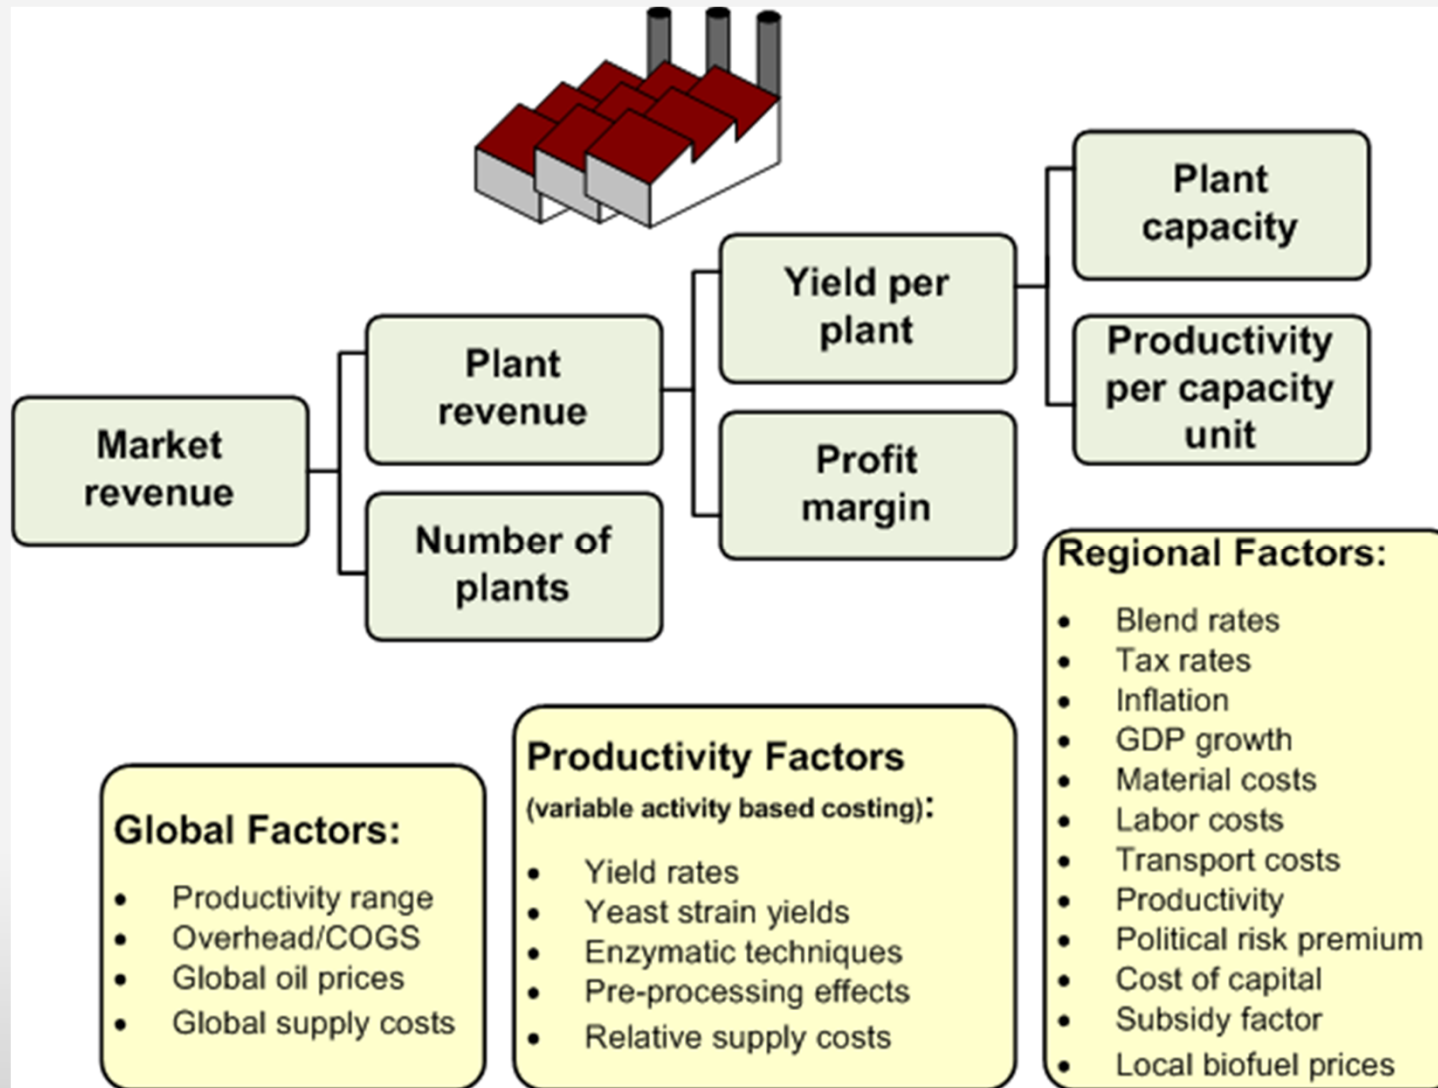 Plant
capacity
Yield per
plant
Plant
revenue
Productivity
per capacity
unit
Market
revenue
Profit
margin
Number of
plants
Regional Factors:
• Blend rates
• Tax rates
• Inflation
• GDP growth
• Material costs
• Labor costs
• Transport costs
• Productivity
• Political risk premium
• Cost of capital
• Subsidy factor
• Local biofuel prices
Productivity Factors
(variable activity based costing):
• Yield rates
• Yeast strain yields
• Enzymatic techniques
• Pre-processing effects
• Relative supply costs
Global Factors:
• Productivity range
• Overhead/COGS
• Global oil prices
• Global supply costs